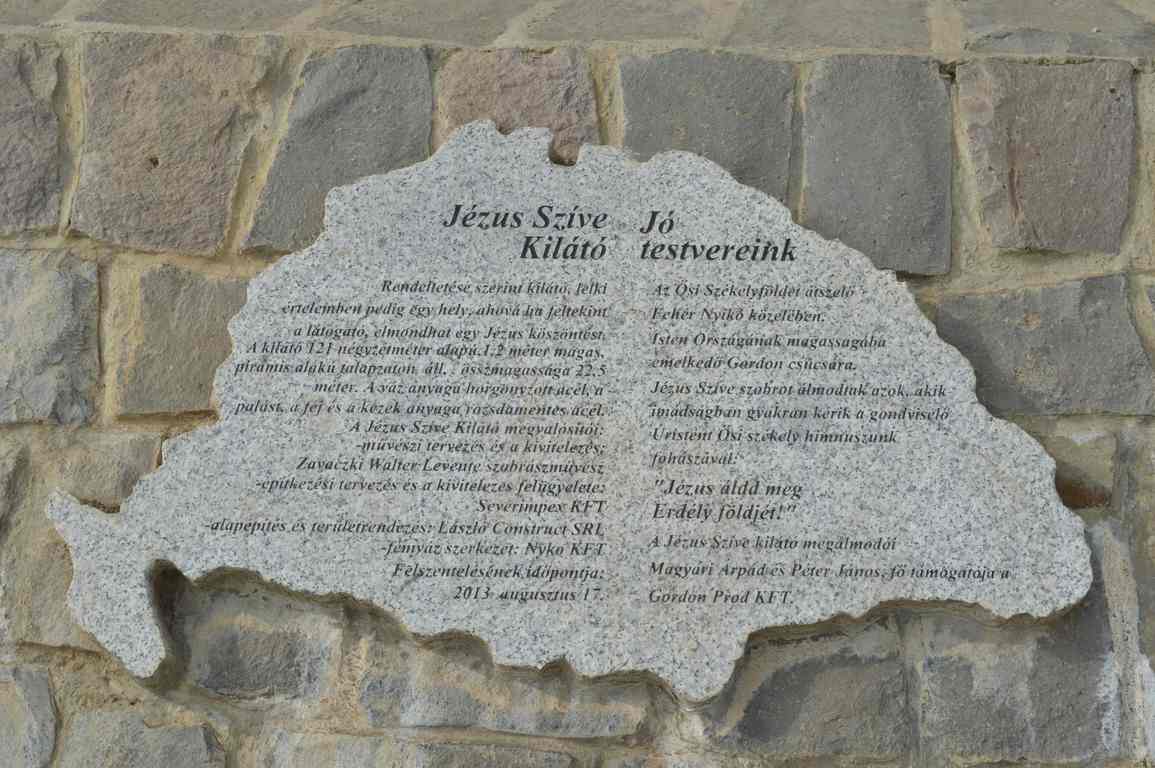 Jézus Szíve
Kilátó
Rendeltetése szerint kilátó, lelki
értelemben pedig egy hely, ahová ha feltekint
a látogató, elmondhat egy Jézus köszöntést.
A kilátó 121 négyzetméter alapú,1,2 méter magas,
piramis alakú talapzaton áll, összmagassága 22,5
méter. A váz anyaga horgonyzott acél, a
palást, a fej és a kezek anyaga rozsdamentes acél.
A Jézus Szíve Kilátó megvalósítói:
-művészi tervezés és a kivitelezés:
Zavaczki Walter-Levente szobrászművész
-építkezési tervezés és a kivitelezés felügyelete:
Severimpex KFT
-alapépítés és területrendezés: László Construct SRL
-fémváz szerkezet: Nyko KFT
Felszentelésének időpontja:
2013 augusztus 17.
Jó
testvereink
Az Ősi Székelyföldet átszelő
Fehér Nyikó közelében.
Isten Országának magasságába
emelkedő Gordon csúcsára.
Jézus Szíve szobrot álmodtak azok, akik
imádságban gyakran kérik a gondviselő
Úristent Ősi székely himnuszunk
fohászával:
"Jézus áldd meg
Erdély földjét!"
A Jézus Szíve kilátó megálmodói
Magyari Árpád és Péter János, fő támogatója a
Gordon Prod KFT.